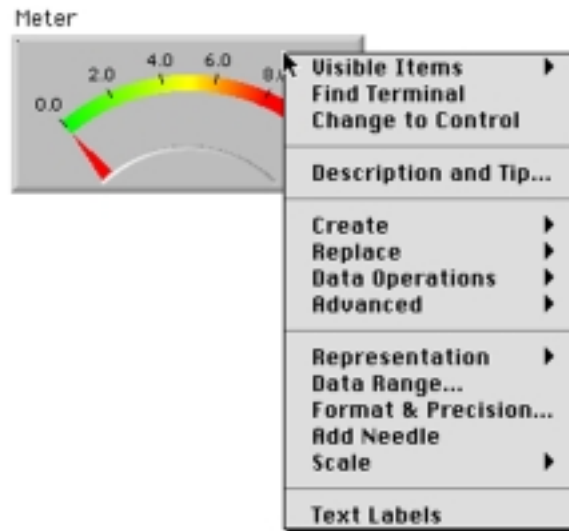 Meter
0.0
2.0
4.0
6.0
Visible Items
Find Terminal
Change to Control
Description and Tip...
Create
Replace
Data Operations
Advanced
Representation
Data Range...
Format & Precision...
Add Needle
Scale
Text Labels